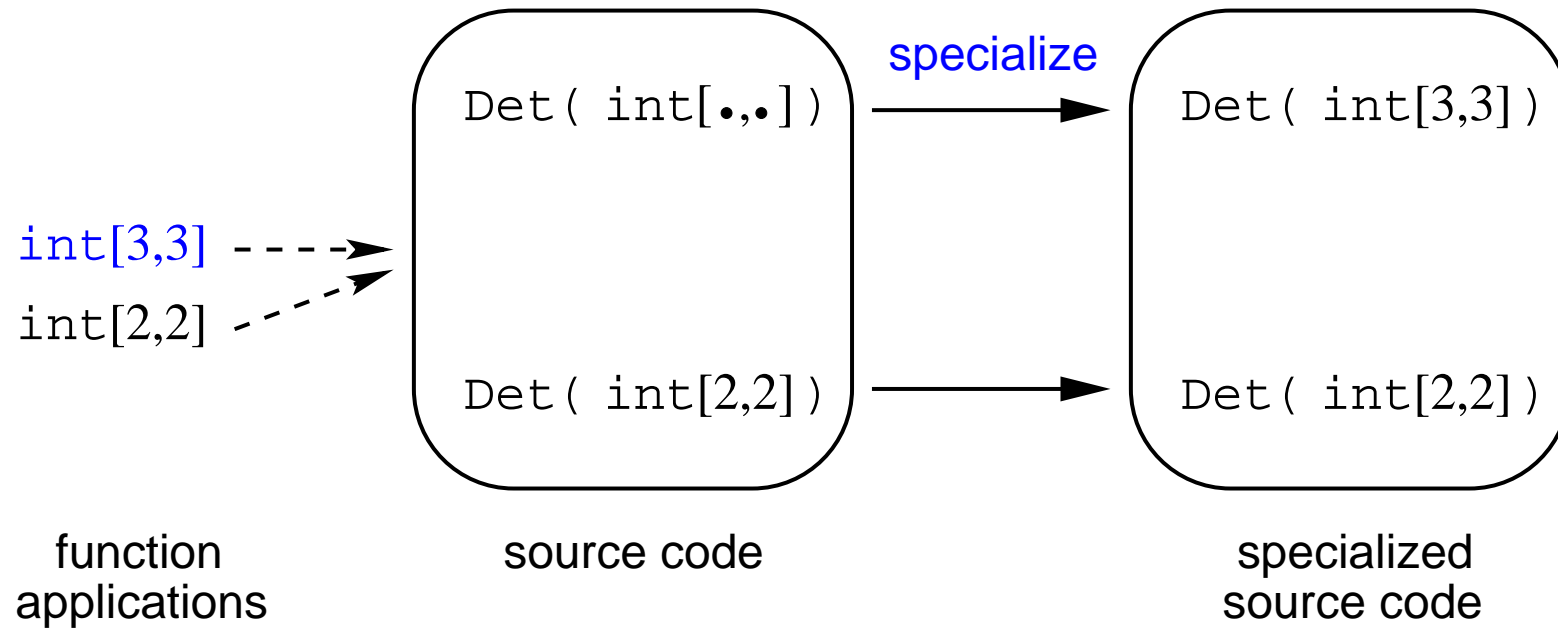 specialize
Det( int[•,•]) Det( int[3,3])
int[3,3]
int[2,2]
Det( int[2,2]) Det( int[2,2])
function
applications
source code
specialized
source code